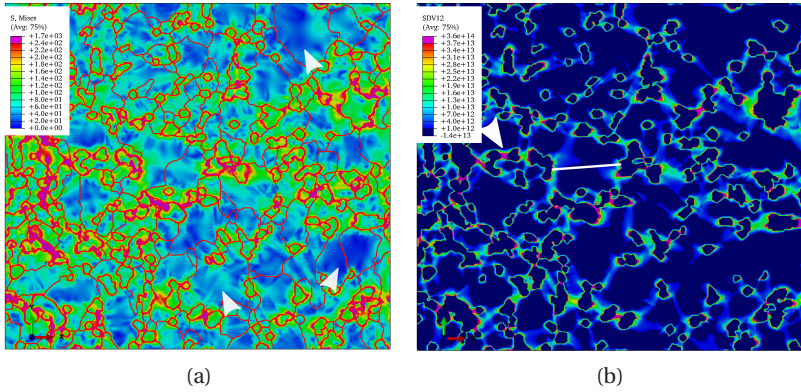 S, Mises
(Avg: 75%)
+1.7e+03
+2.4e+02
+2.2e+02
+2.0e+02
+1.8e+02
+1.6e+02
+1.4e+02
+1.2e+02
+1.0e+02
+8.0e+01
+6.0e+01
+4.0e+01
+2.0e+01
+0.0e+00
(a)
SDV12
(Avg: 75%)
+3.6e+14
+3.7e+13
+3.4e+13
+3.1e+13
+2.8e+13
+2.5e+13
+2.2e+13
+1.9e+13
+1.6e+13
+1.3e+13
+1.0e+13
+7.0e+12
+4.0e+12
+1.0e+12
-1.4e+13
(b)